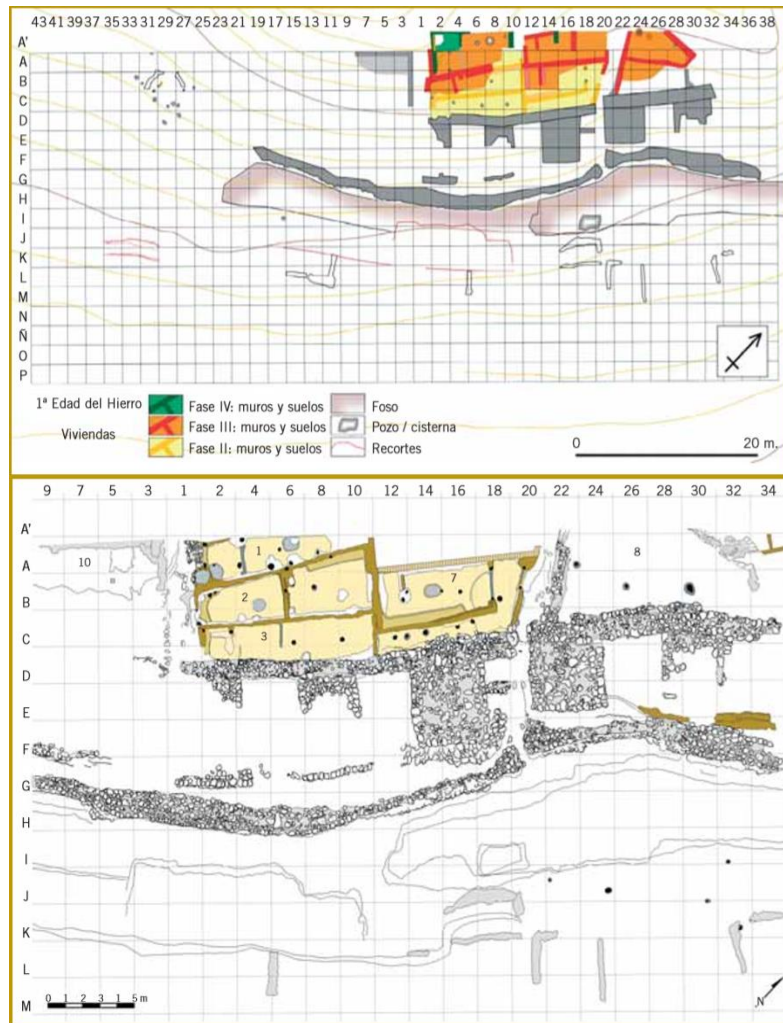 43 41 39 37 35 33 31 29 27 25 21 19 17 15 13 11 9 7 5 3 1 2 4 6 8 10 12 14 16 18 20 22 24 26 28 30 32 34 36 38
A'
A
B
C
D
E
F
G
H
I
J
K
L
M
N
Ñ
O
P
1ª Edad del Hierro
Viviendas
Fase IV: muros y suelos
Fase III: muros y suelos
Fase II: muros y suelos
Foso
Pozo / cisterna
Recortes
0 20 m.
9 7 5 3 1 2 4 6 8 10 12 14 16 18 20 22 24 26 28 30 32 34
A'
A
B
C
D
E
F
G
H
I
J
K
L
M
10
1
2
3
7
8
0 1 2 3 4 5 m
N